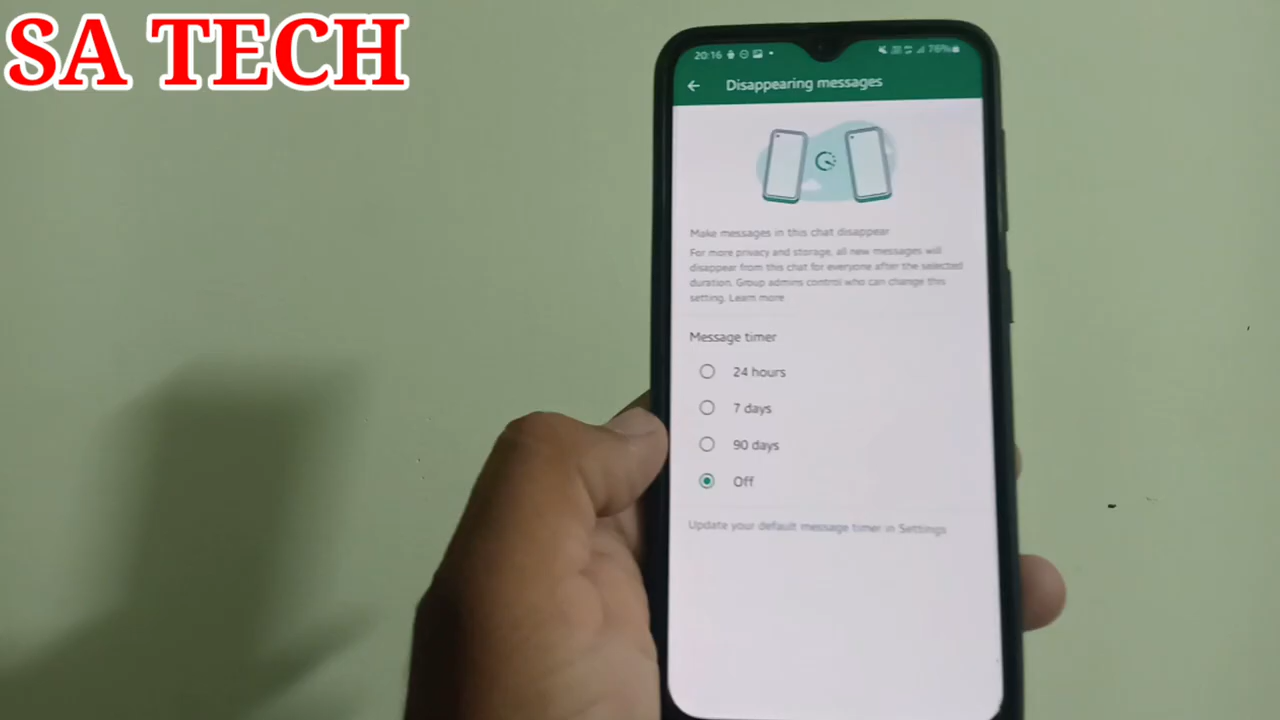 SA TECH
20:16
76%
Disappearing messages
Make messages in this chat disappear
For more privacy and storage, all new messages will
disappear from this chat for everyone after the selected
duration. Group admins control who can change this
setting. Learn more
Message timer
24 hours
7 days
90 days
Off
Update your default message timer in Settings